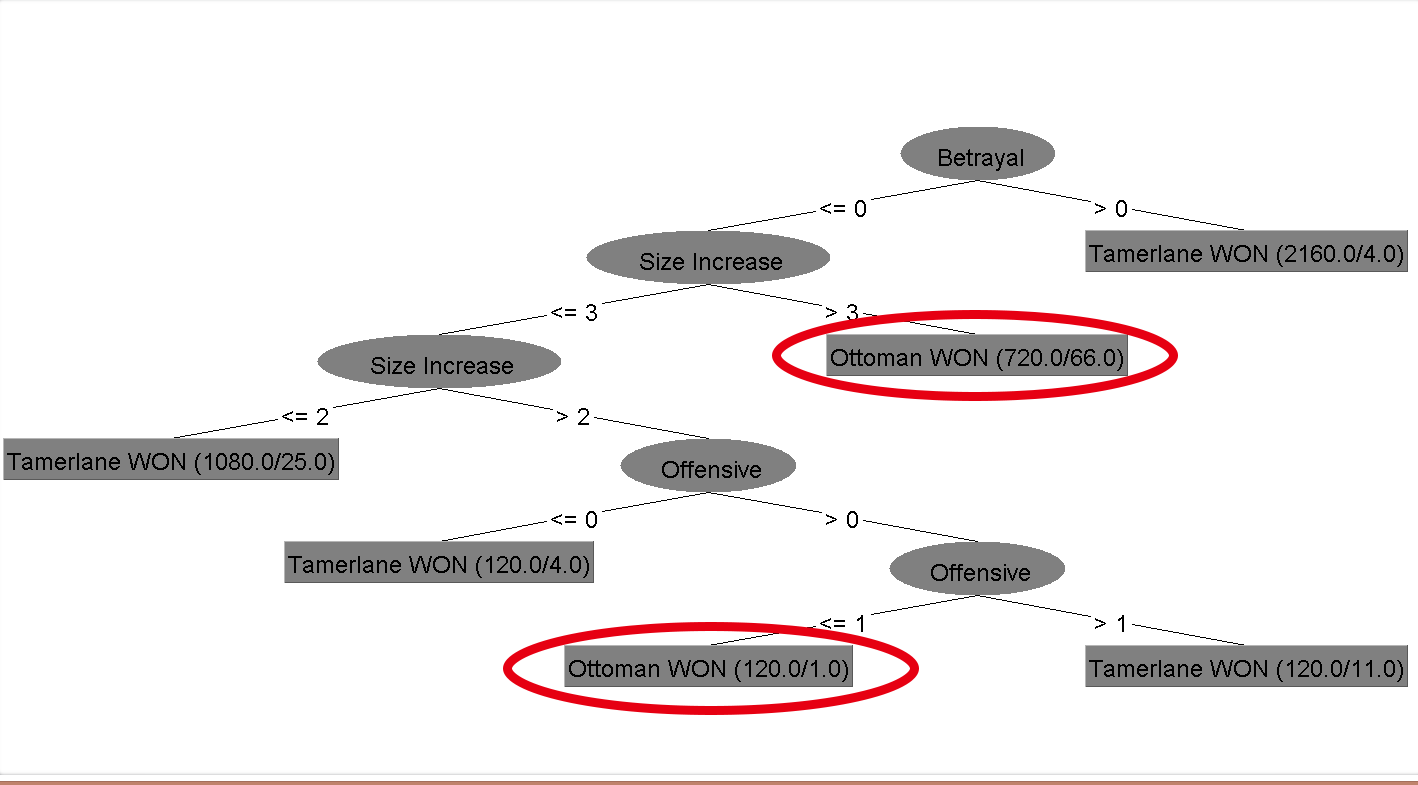 Betrayal
<= 0
> 0
Size Increase
Tamerlane WON (2160.0/4.0)
<= 3
> 3
Size Increase
Ottoman WON (720.0/66.0)
<= 2
> 2
Tamerlane WON (1080.0/25.0)
Offensive
<= 0
> 0
Tamerlane WON (120.0/4.0)
Offensive
<= 1
> 1
Ottoman WON (120.0/1.0)
Tamerlane WON (120.0/11.0)